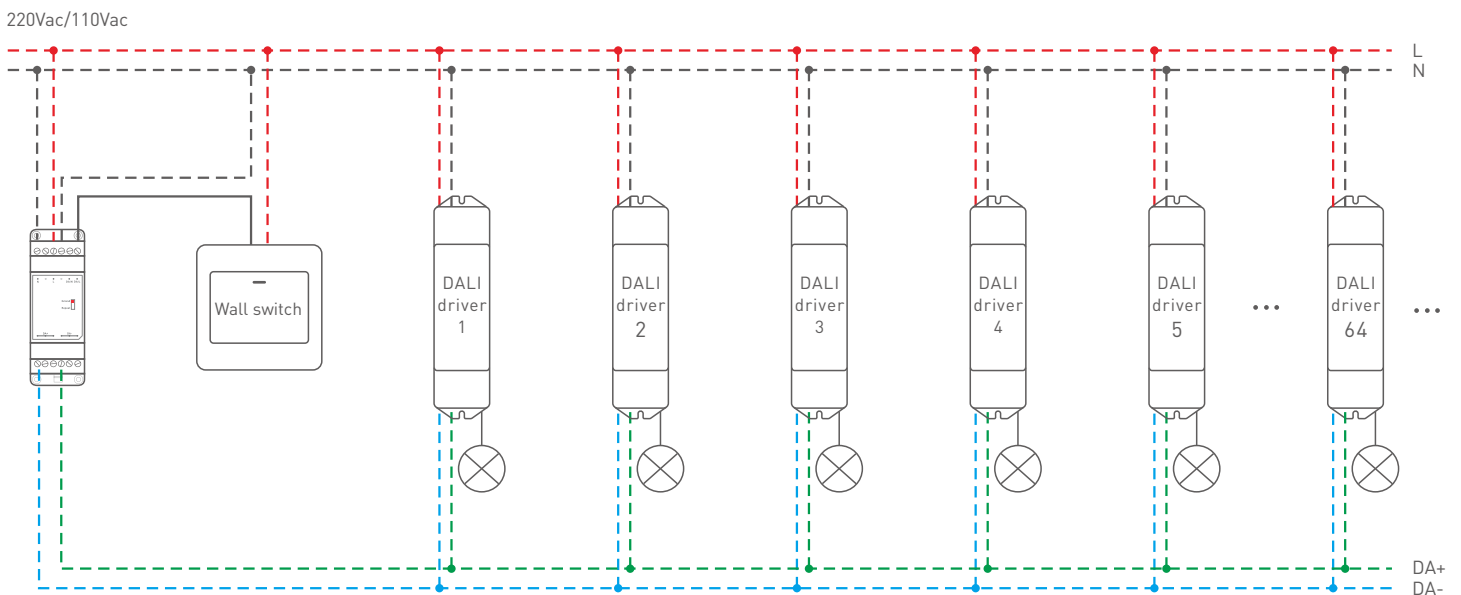 220Vac/110Vac
L
N
Wall switch
DALI
driver
1
DALI
driver
2
DALI
driver
3
DALI
driver
4
DALI
driver
5
...
DALI
driver
64
...
DA+
DA-